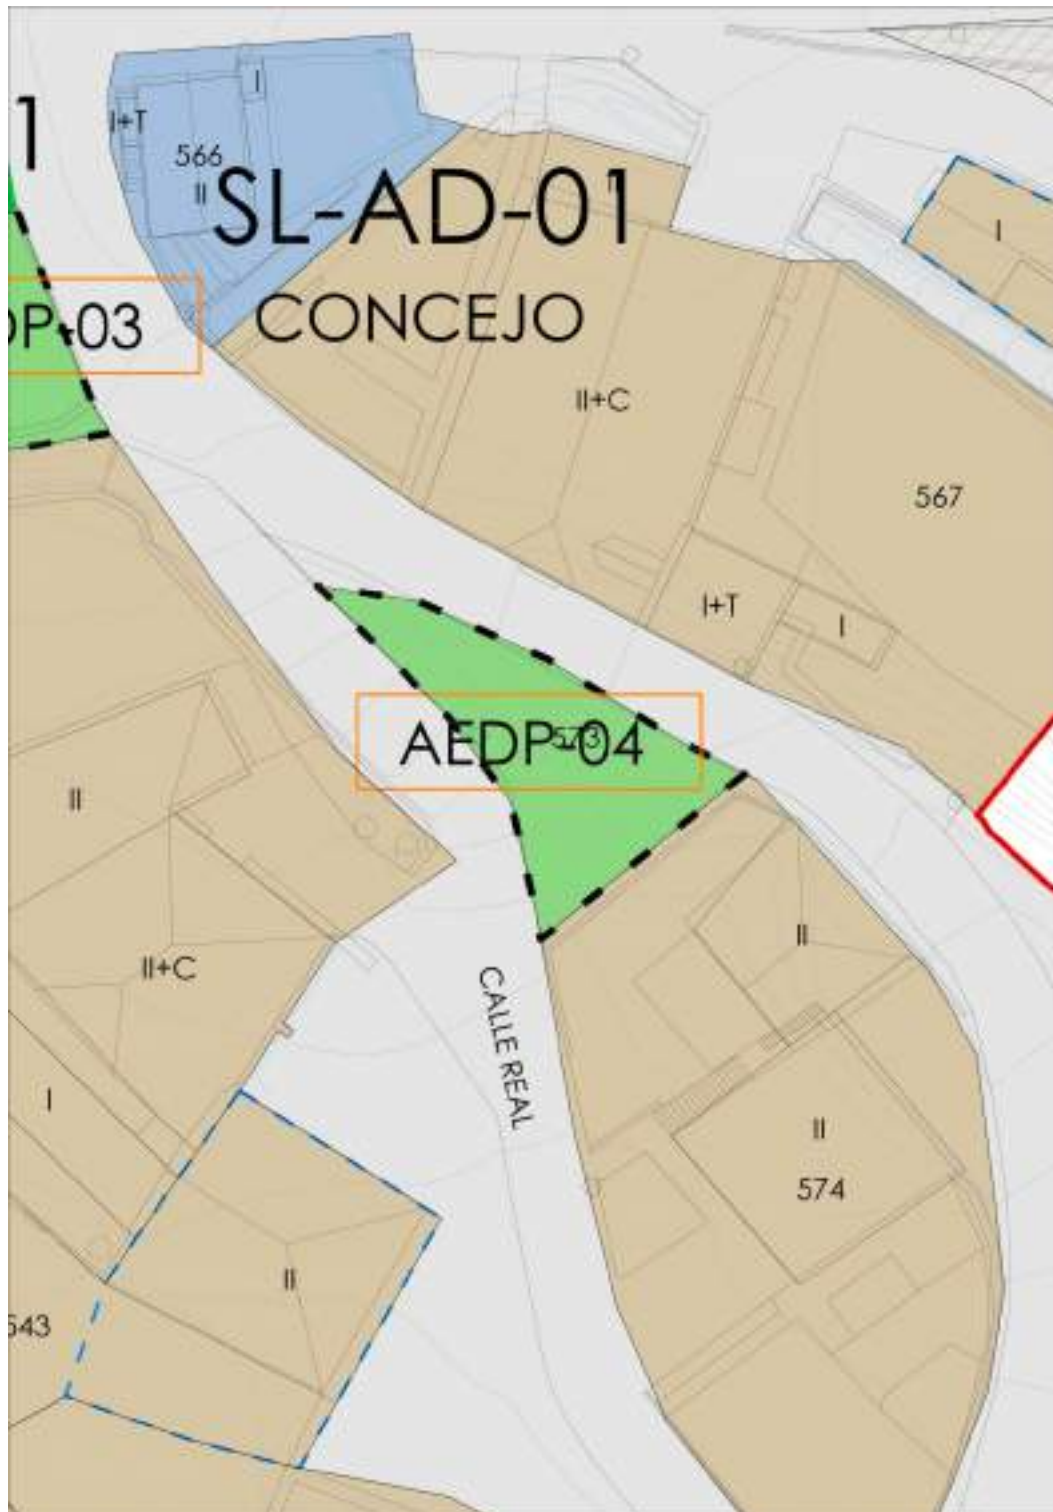 1
I+T
I
566
II
SL-AD-01
I
DP-03
CONCEJO
II+C
567
I+T
I
AEDP-04
573
II
II
II+C
CALLE REAL
I
II
574
II
543